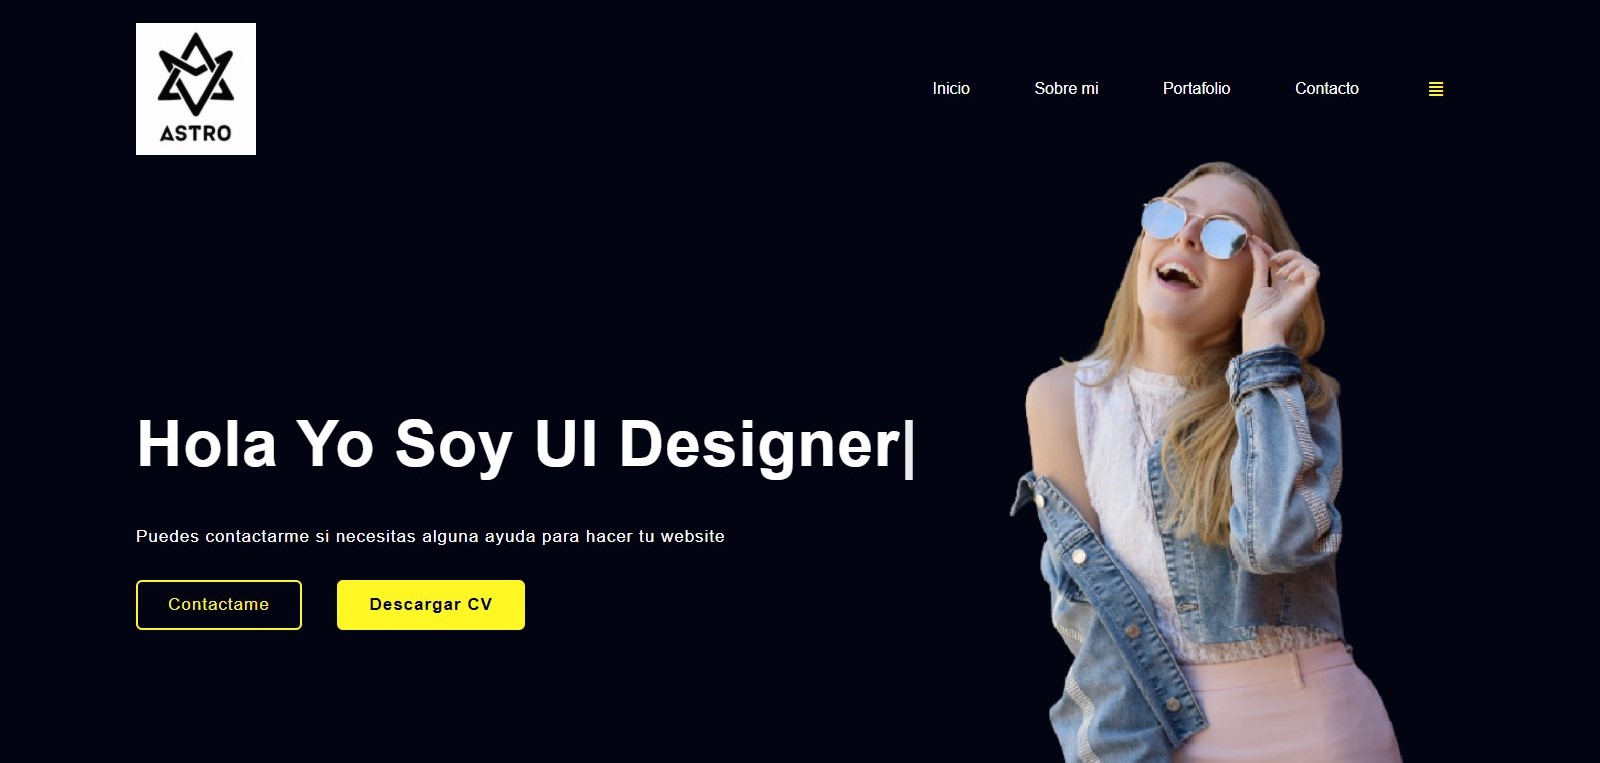 ASTRO
Inicio Sobre mi Portafolio Contacto
Hola Yo Soy UI Designer|
Puedes contactarme si necesitas alguna ayuda para hacer tu website
Contactame Descargar CV